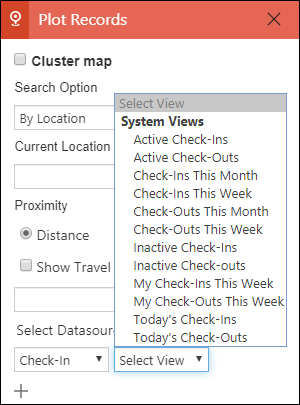 Plot Records
Cluster map
Search Option
By Location
Current Location
Proximity
Distance
Show Travel
Select Datasour
Check-In
Select View
Select View
System Views
Active Check-Ins
Active Check-Outs
Check-Ins This Month
Check-Ins This Week
Check-Outs This Month
Check-Outs This Week
Inactive Check-Ins
Inactive Check-outs
My Check-Ins This Week
My Check-Outs This Week
Today's Check-Ins
Today's Check-Outs